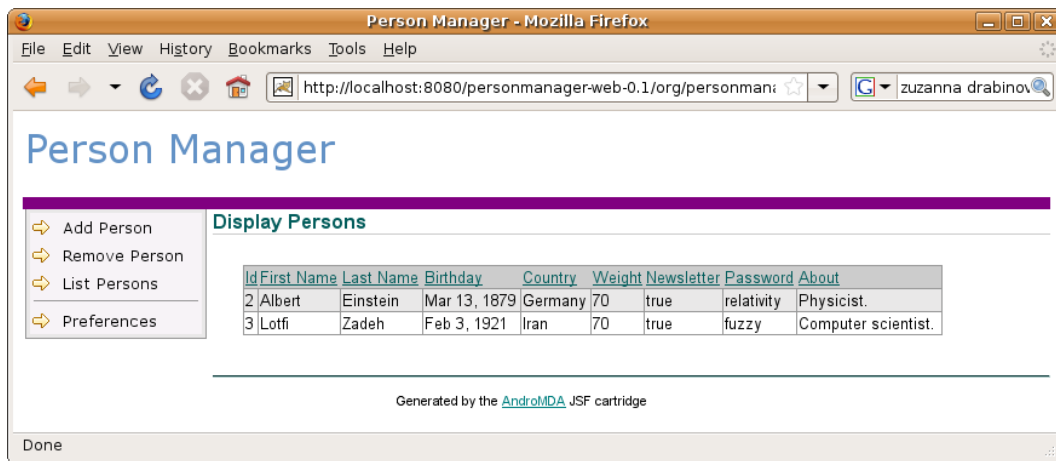 Person Manager - Mozilla Firefox
File Edit View History Bookmarks Tools Help
http://localhost:8080/personmanager-web-0.1/org/personmana G zuzanna drabinov
Person Manager
Add Person
Remove Person
List Persons
Preferences
Display Persons
Id First Name Last Name Birthday Country Weight Newsletter Password About
2 Albert Einstein Mar 13, 1879 Germany 70 true relativity Physicist.
3 Lotfi Zadeh Feb 3, 1921 Iran 70 true fuzzy Computer scientist.
Generated by the AndroMDA JSF cartridge
Done